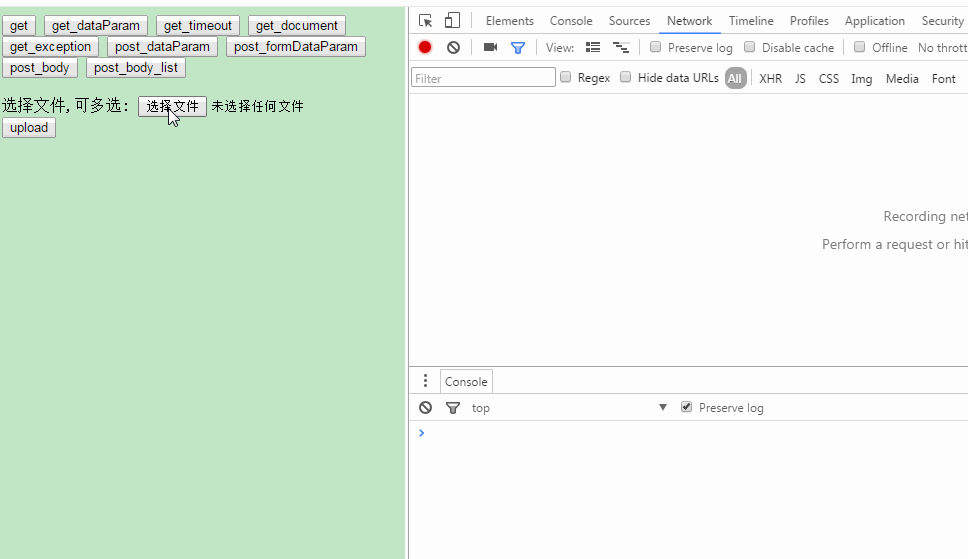 get get_dataParam get_timeout get_document
get_exception post_dataParam post_formDataParam
post_body post_body_list
选择文件,可多选: 选择文件 未选择任何文件
upload
Elements Console Sources Network Timeline Profiles Application Security
View: Preserve log Disable cache Offline No thrott
Filter Regex Hide data URLs All XHR JS CSS Img Media Font
Recording net
Perform a request or hit
Console
top ▼ Preserve log
>